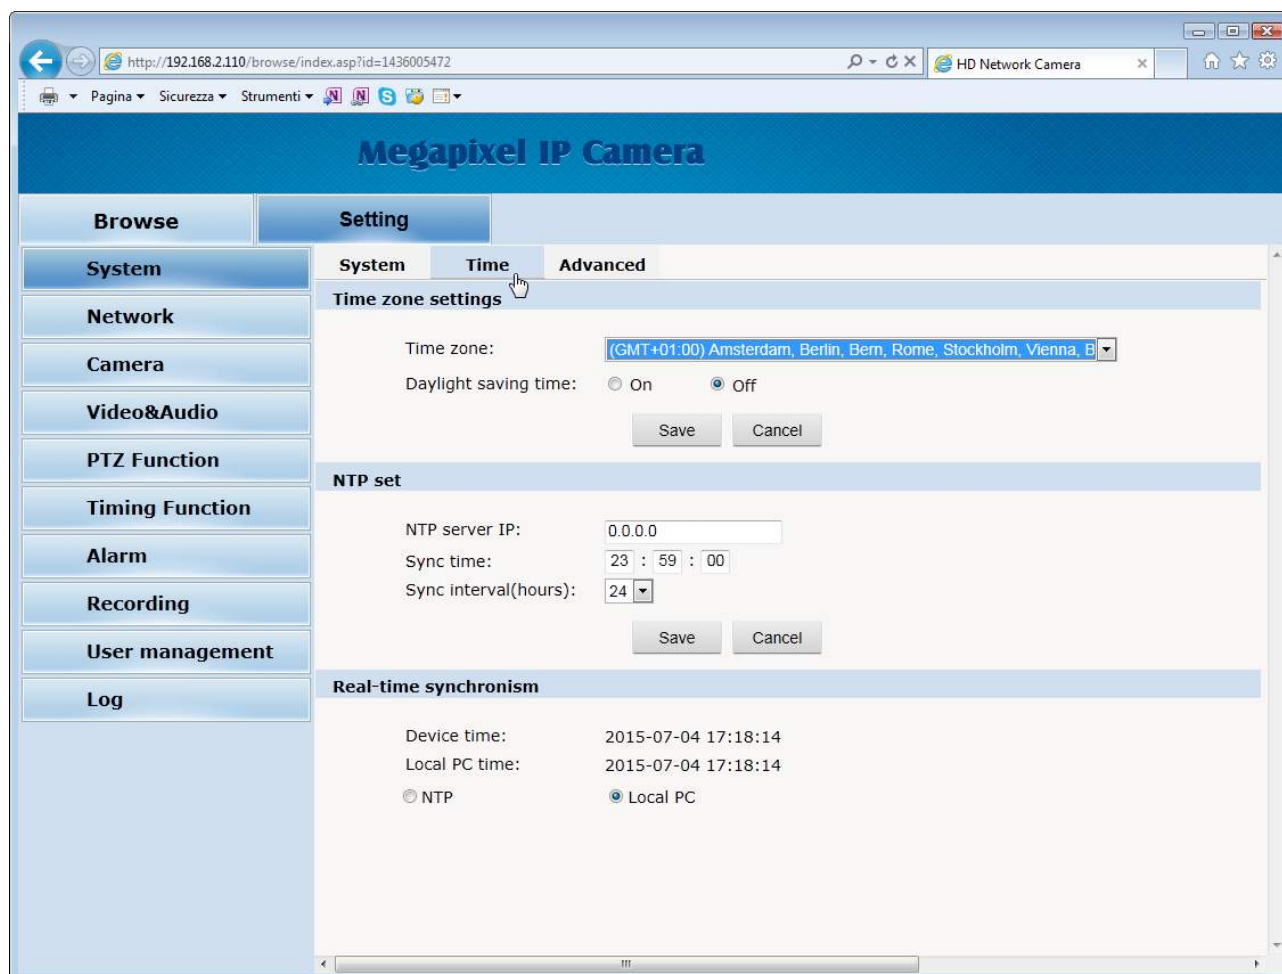 http://192.168.2.110/browse/index.asp?id=1436005472
HD Network Camera
Pagina Sicurezza Strumenti
Megapixel IP Camera
Browse Setting
System
Network
Camera
Video&Audio
PTZ Function
Timing Function
Alarm
Recording
User management
Log
System Time Advanced
Time zone settings
Time zone: (GMT+01:00) Amsterdam, Berlin, Bern, Rome, Stockholm, Vienna, B
Daylight saving time: On Off
Save Cancel
NTP set
NTP server IP: 0.0.0.0
Sync time: 23 : 59 : 00
Sync interval(hours): 24
Save Cancel
Real-time synchronism
Device time: 2015-07-04 17:18:14
Local PC time: 2015-07-04 17:18:14
NTP Local PC